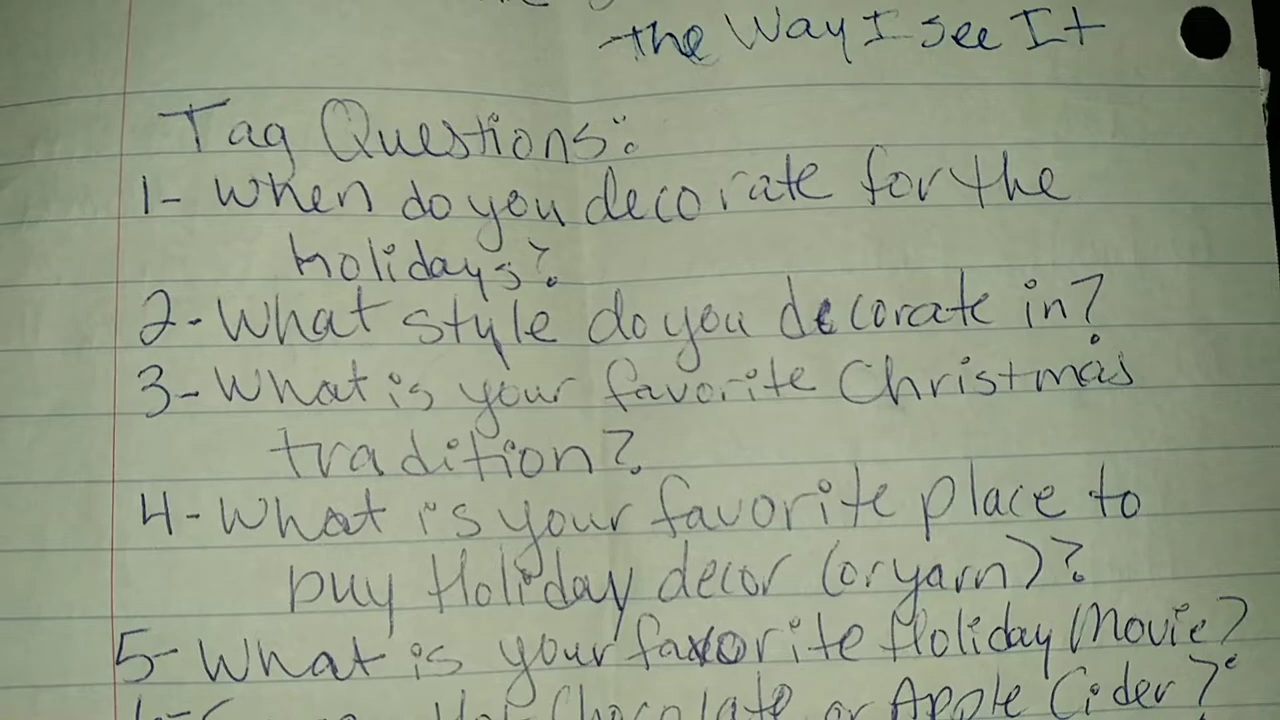 the Way I see It
Tag Questions:
1- When do you decorate for the
holidays?
2- What style do you decorate in?
3- What is your favorite Christmas
tradition?
4- What is your favorite place to
buy Holiday decor (or yarn)?
5- What is your favorite Holiday Movie?
Hot Chocolate or Apple Cider?